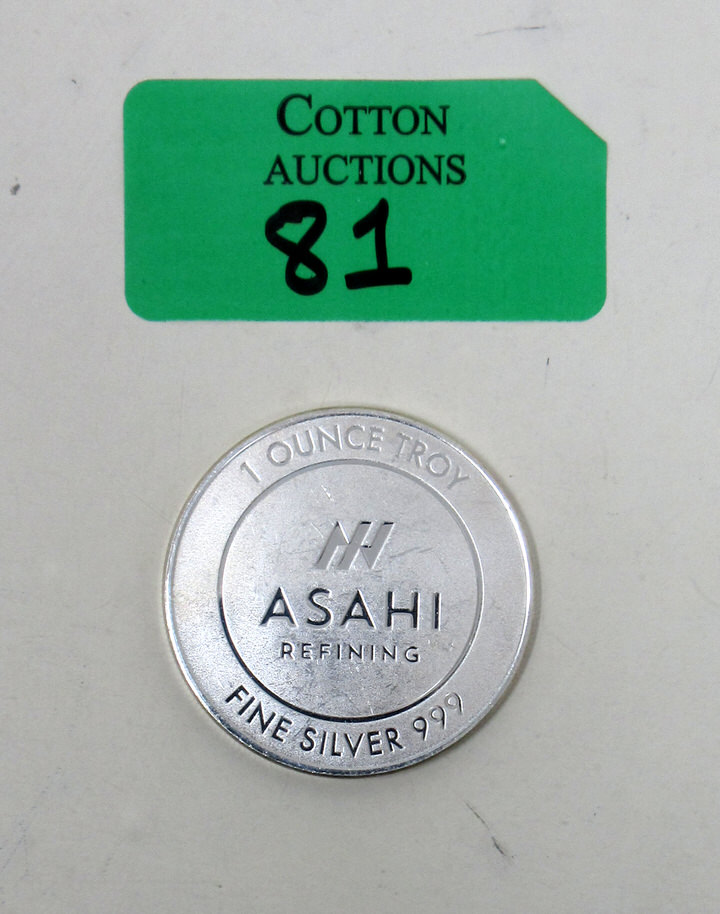 COTTON
AUCTIONS
81
1 OUNCE TROY
ASAHI
REFINING
FINE SILVER 999